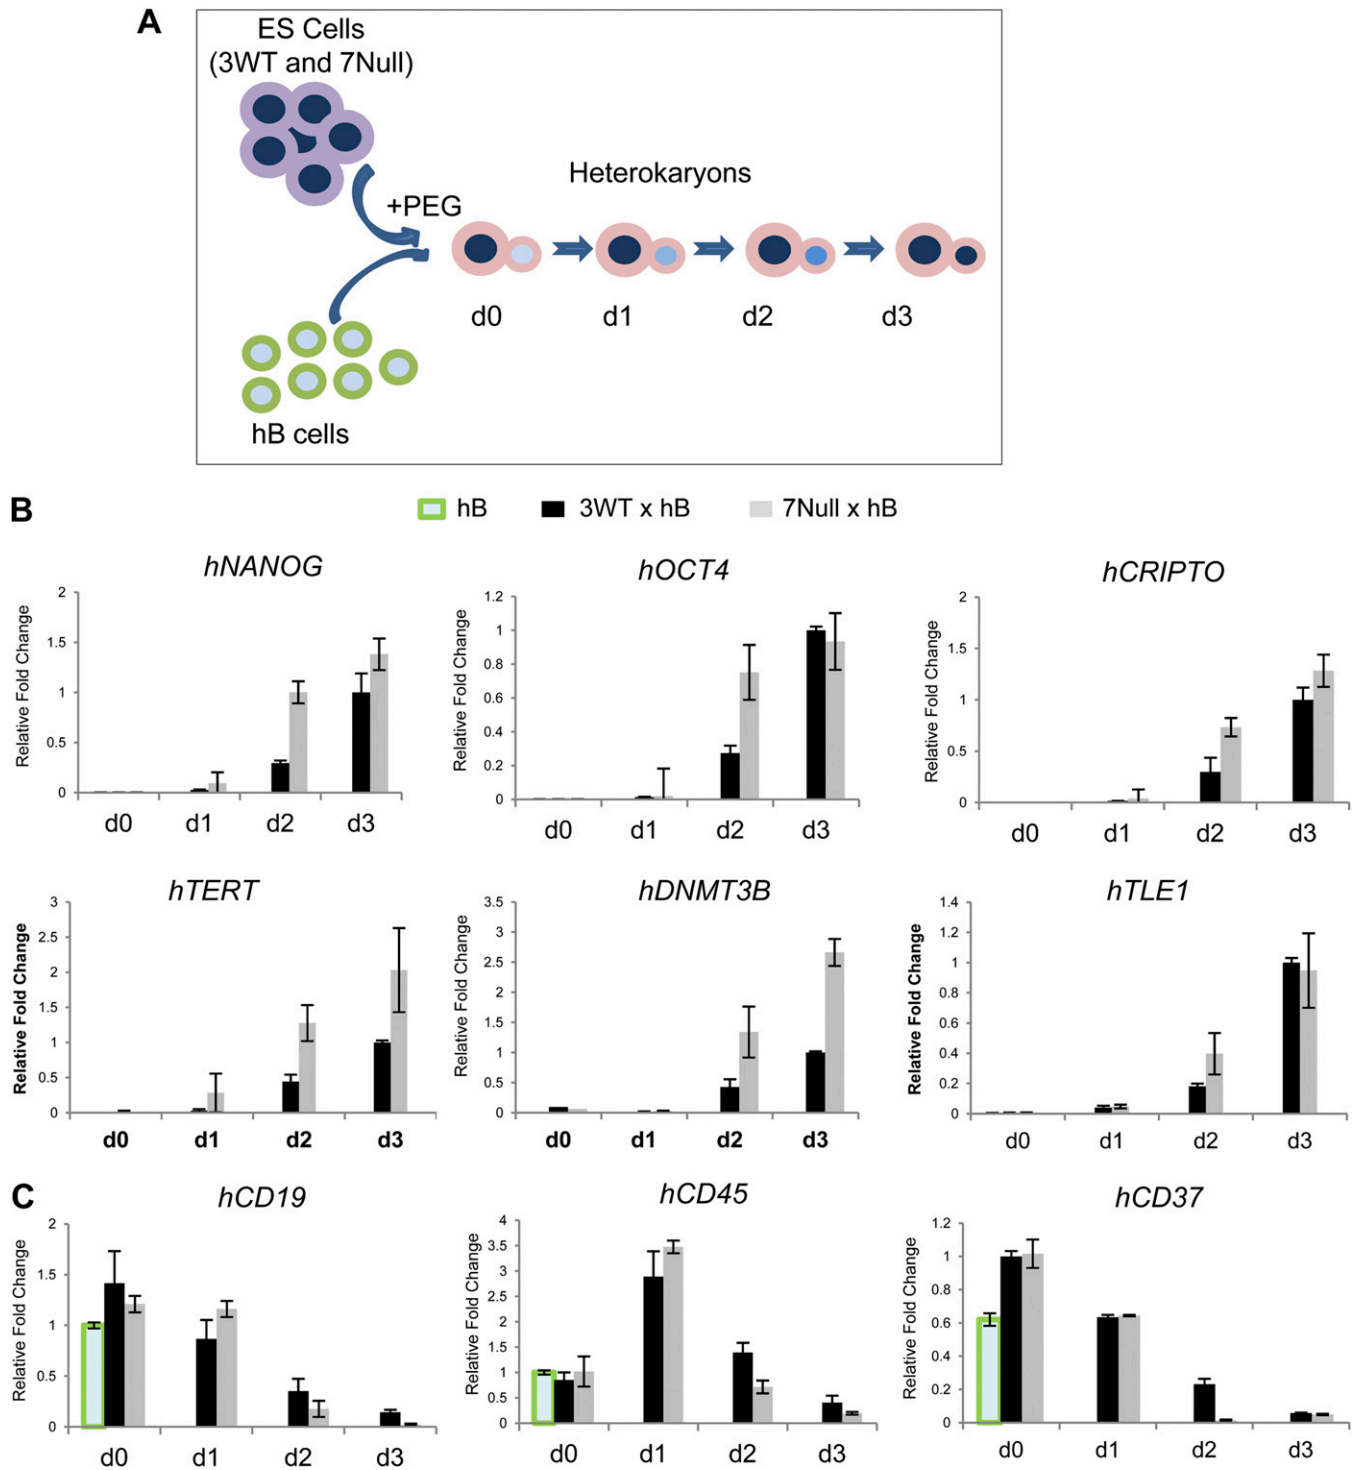 A
ES Cells
(3WT and 7Null)
+PEG
Heterokaryons
d0 d1 d2 d3
hB cells
B
hB 3WT x hB 7Null x hB
hNANOG
Relative Fold Change
2
1.5
1
0.5
0
d0 d1 d2 d3
hOCT4
Relative Fold Change
1.2
1
0.8
0.6
0.4
0.2
0
d0 d1 d2 d3
hCRIPTO
Relative Fold Change
2
1.5
1
0.5
0
d0 d1 d2 d3
hTERT
Relative Fold Change
3
2.5
2
1.5
1
0.5
0
d0 d1 d2 d3
hDNMT3B
Relative Fold Change
3.5
3
2.5
2
1.5
1
0.5
0
d0 d1 d2 d3
hTLE1
Relative Fold Change
1.4
1.2
1
0.8
0.6
0.4
0.2
0
d0 d1 d2 d3
C
hCD19
Relative Fold Change
2
1.5
1
0.5
0
d0 d1 d2 d3
hCD45
Relative Fold Change
4
3.5
3
2.5
2
1.5
1
0.5
0
d0 d1 d2 d3
hCD37
Relative Fold Change
1.2
1
0.8
0.6
0.4
0.2
0
d0 d1 d2 d3